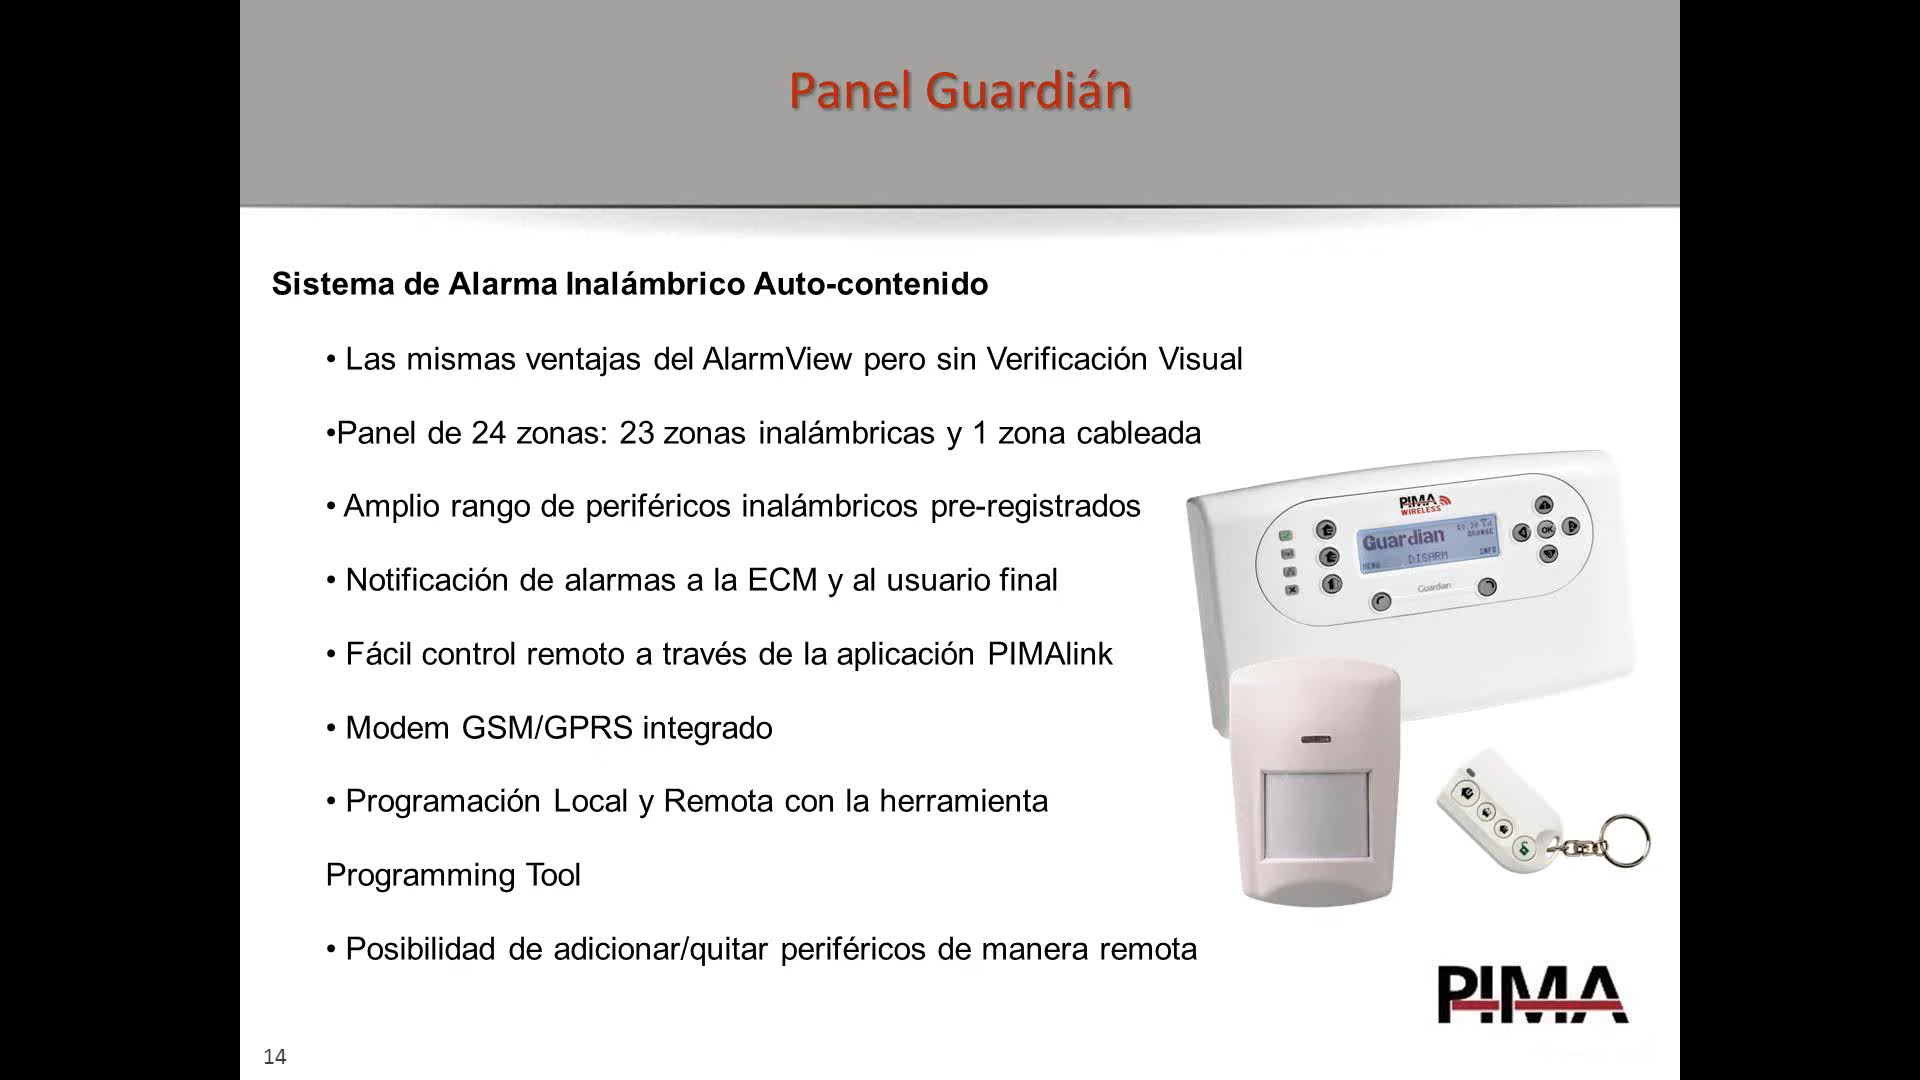 Panel Guardián
Sistema de Alarma Inalámbrico Auto-contenido
• Las mismas ventajas del AlarmView pero sin Verificación Visual
•Panel de 24 zonas: 23 zonas inalámbricas y 1 zona cableada
• Amplio rango de periféricos inalámbricos pre-registrados
• Notificación de alarmas a la ECM y al usuario final
• Fácil control remoto a través de la aplicación PIMAlink
• Modem GSM/GPRS integrado
• Programación Local y Remota con la herramienta
Programming Tool
• Posibilidad de adicionar/quitar periféricos de manera remota
PIMA
WIRELESS
Guardian
ORANGE
DISARM
MENU
INFO
OK
Guardian
PIMA
14